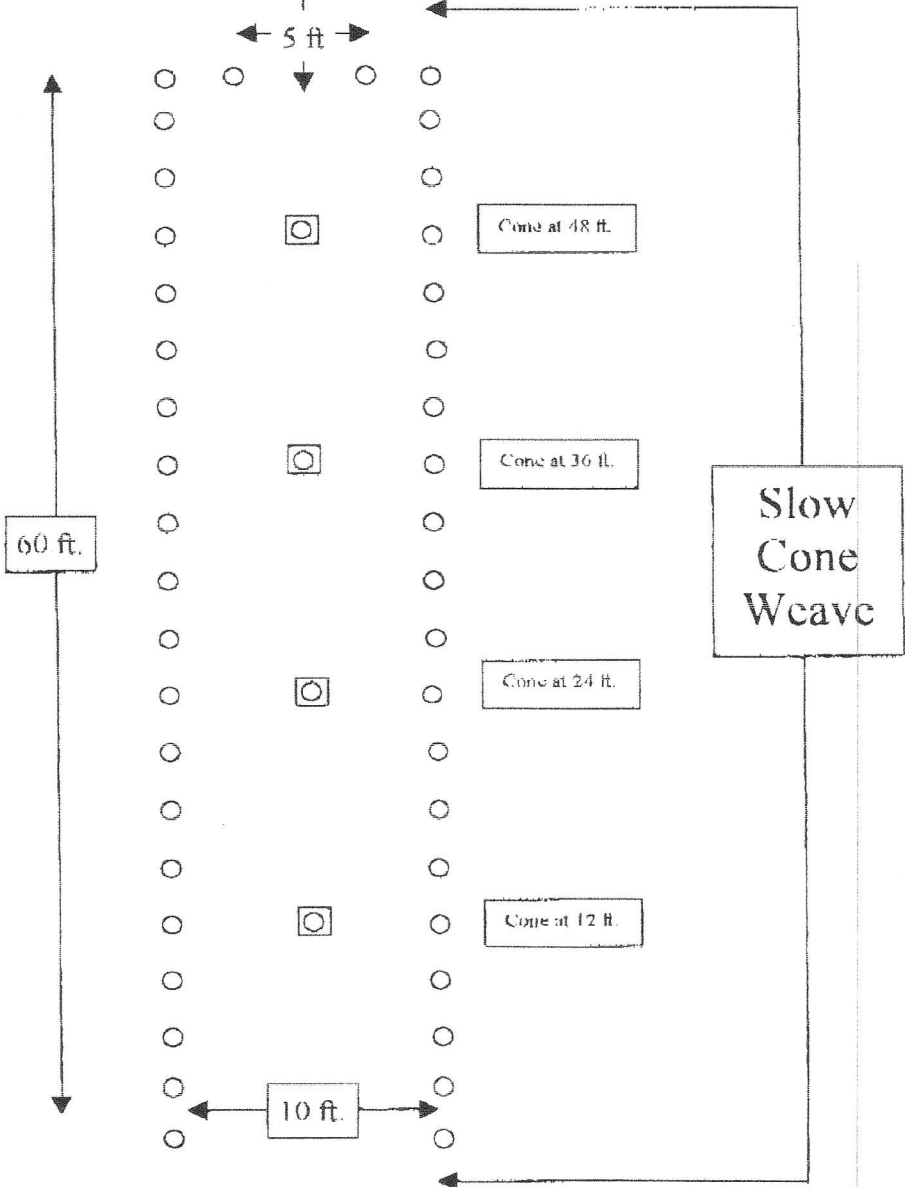 5 ft
Cone at 48 ft.
Cone at 36 ft.
60 ft.
Slow
Cone
Weave
Cone at 24 ft.
Cone at 12 ft.
10 ft.